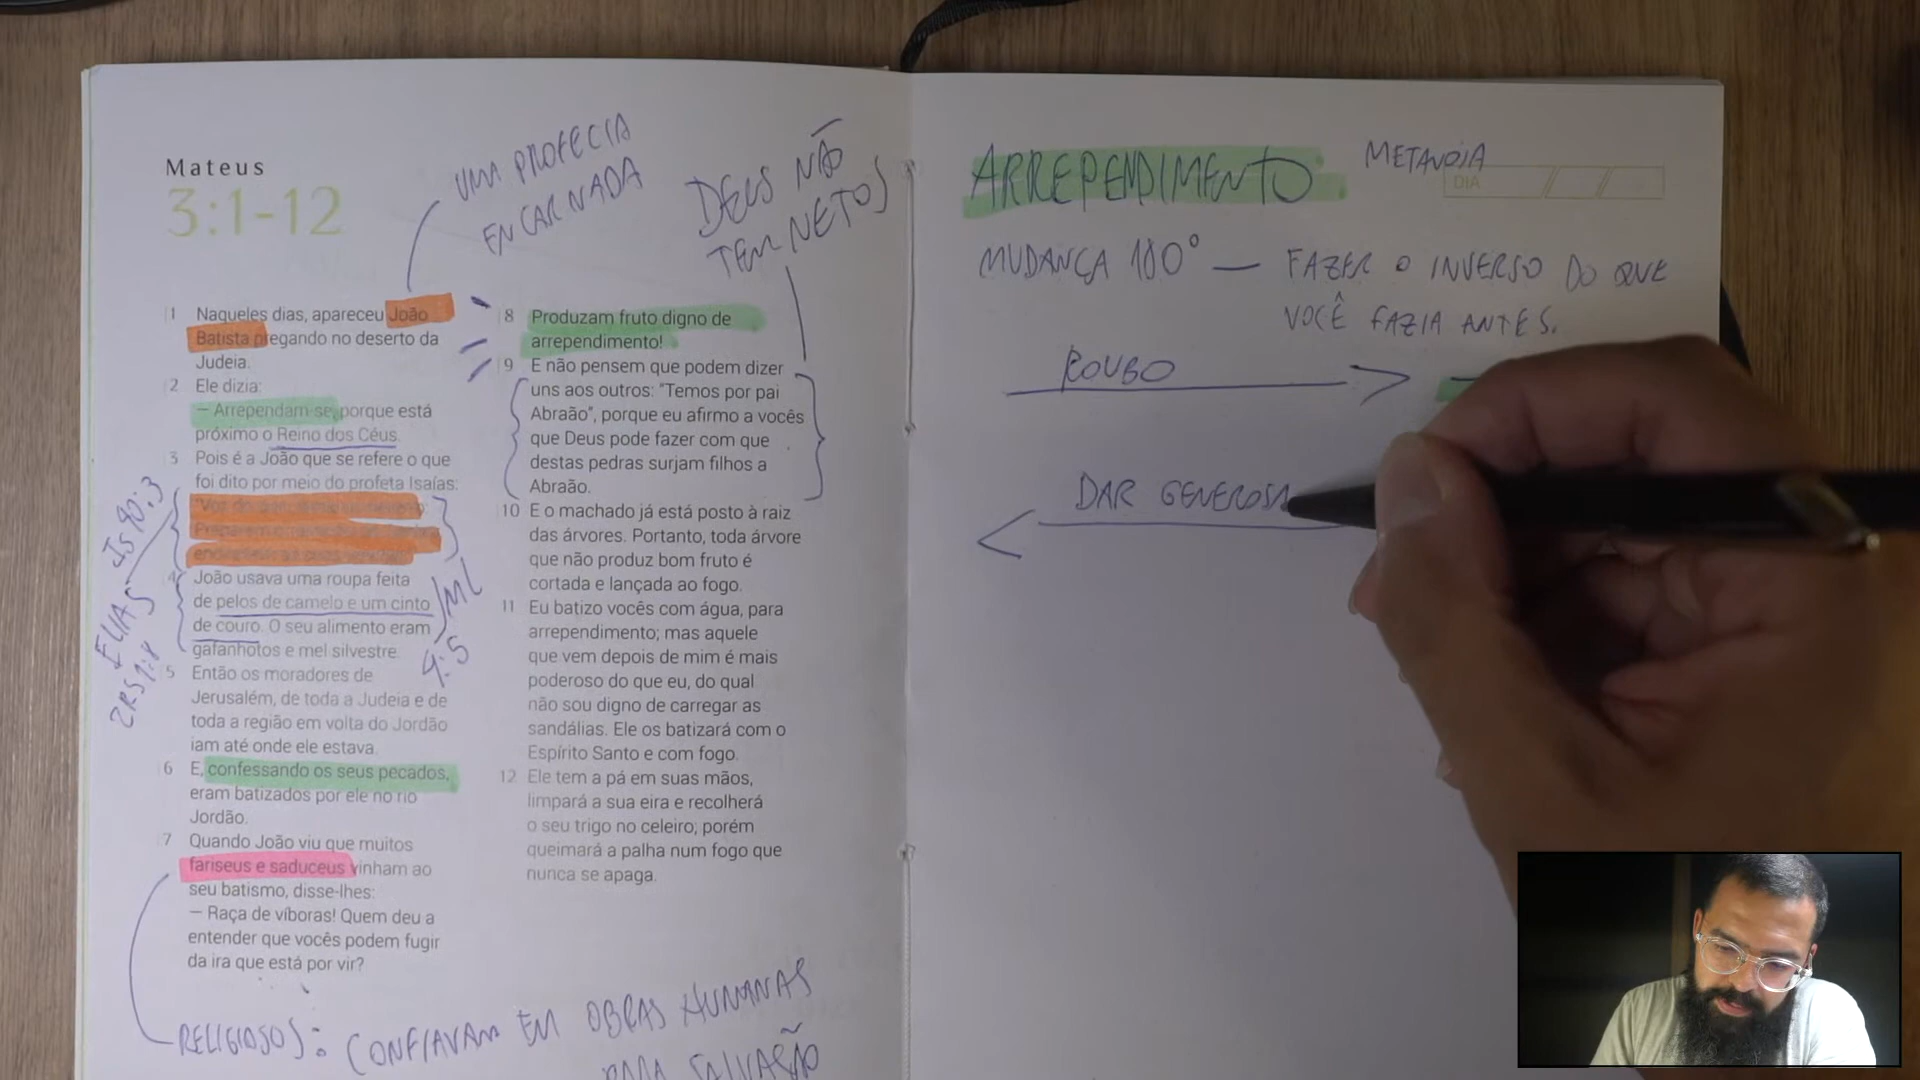 Mateus
3:1-12
UMA PROFECIA
ENCARNADA
DEUS NÃO
TEM NETOS
1 Naqueles dias, apareceu João
Batista pregando no deserto da
Judeia.
2 Ele dizia:
– Arrependam-se, porque está
próximo o Reino dos Céus.
3 Pois é a João que se refere o que
foi dito por meio do profeta Isaías:
4 João usava uma roupa feita
de pelos de camelo e um cinto
de couro. O seu alimento eram
gafanhotos e mel silvestre.
5 Então os moradores de
Jerusalém, de toda a Judeia e de
toda a região em volta do Jordão
iam até onde ele estava.
6 E, confessando os seus pecados,
eram batizados por ele no rio
Jordão.
7 Quando João viu que muitos
fariseus e saduceus vinham ao
seu batismo, disse-lhes:
– Raça de víboras! Quem deu a
entender que vocês podem fugir
da ira que está por vir?
ELIAS
2RS 1:8
ML
4:5
8 Produzam fruto digno de
arrependimento!
9 E não pensem que podem dizer
uns aos outros: "Temos por pai
Abraão", porque eu afirmo a vocês
que Deus pode fazer com que
destas pedras surjam filhos a
Abraão.
10 E o machado já está posto à raiz
das árvores. Portanto, toda árvore
que não produz bom fruto é
cortada e lançada ao fogo.
11 Eu batizo vocês com água, para
arrependimento; mas aquele
que vem depois de mim é mais
poderoso do que eu, do qual
não sou digno de carregar as
sandálias. Ele os batizará com o
Espírito Santo e com fogo.
12 Ele tem a pá em suas mãos,
limpará a sua eira e recolherá
o seu trigo no celeiro; porém
queimará a palha num fogo que
nunca se apaga.
RELIGIOSOS: CONFIAVAM EM OBRAS HUMANAS
PARA SALVAÇÃO
ARREPENDIMENTO METANOIA
DIA
MUDANÇA 180° — FAZER O INVERSO DO QUE
VOCÊ FAZIA ANTES.
ROUBO
DAR GENEROSA